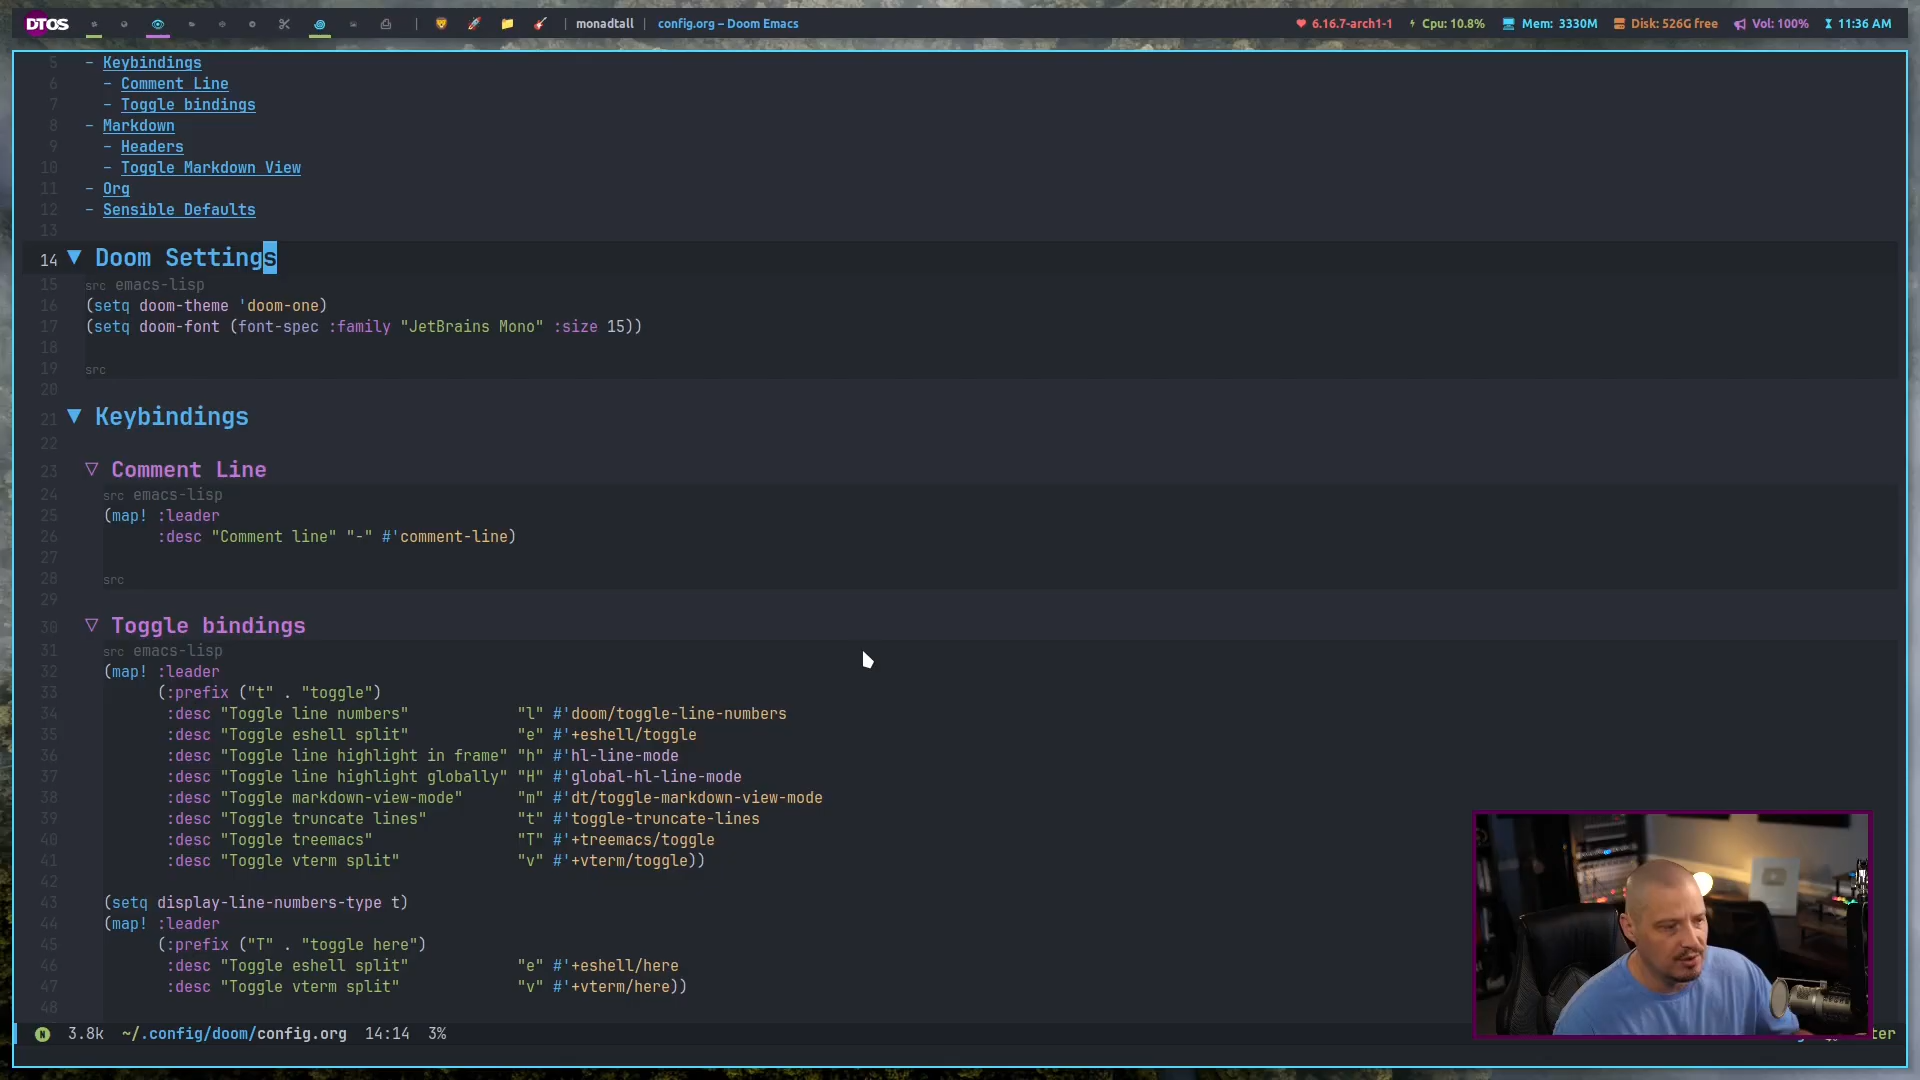 DTOS | monadtall | config.org – Doom Emacs 6.16.7-arch1-1 Cpu: 10.8% Mem: 3330M Disk: 526G free Vol: 100% 11:36 AM
5 - Keybindings
6 - Comment Line
7 - Toggle bindings
8 - Markdown
9 - Headers
10 - Toggle Markdown View
11 - Org
12 - Sensible Defaults
13
14 ▼ Doom Settings
15 src emacs-lisp
16 (setq doom-theme 'doom-one)
17 (setq doom-font (font-spec :family "JetBrains Mono" :size 15))
18
19 src
20
21 ▼ Keybindings
22
23 ▽ Comment Line
24 src emacs-lisp
25 (map! :leader
26 :desc "Comment line" "-" #'comment-line)
27
28 src
29
30 ▽ Toggle bindings
31 src emacs-lisp
32 (map! :leader
33 (:prefix ("t" . "toggle")
34 :desc "Toggle line numbers" "l" #'doom/toggle-line-numbers
35 :desc "Toggle eshell split" "e" #'+eshell/toggle
36 :desc "Toggle line highlight in frame" "h" #'hl-line-mode
37 :desc "Toggle line highlight globally" "H" #'global-hl-line-mode
38 :desc "Toggle markdown-view-mode" "m" #'dt/toggle-markdown-view-mode
39 :desc "Toggle truncate lines" "t" #'toggle-truncate-lines
40 :desc "Toggle treemacs" "T" #'+treemacs/toggle
41 :desc "Toggle vterm split" "v" #'+vterm/toggle))
42
43 (setq display-line-numbers-type t)
44 (map! :leader
45 (:prefix ("T" . "toggle here")
46 :desc "Toggle eshell split" "e" #'+eshell/here
47 :desc "Toggle vterm split" "v" #'+vterm/here))
48
N 3.8k ~/.config/doom/config.org 14:14 3% ter